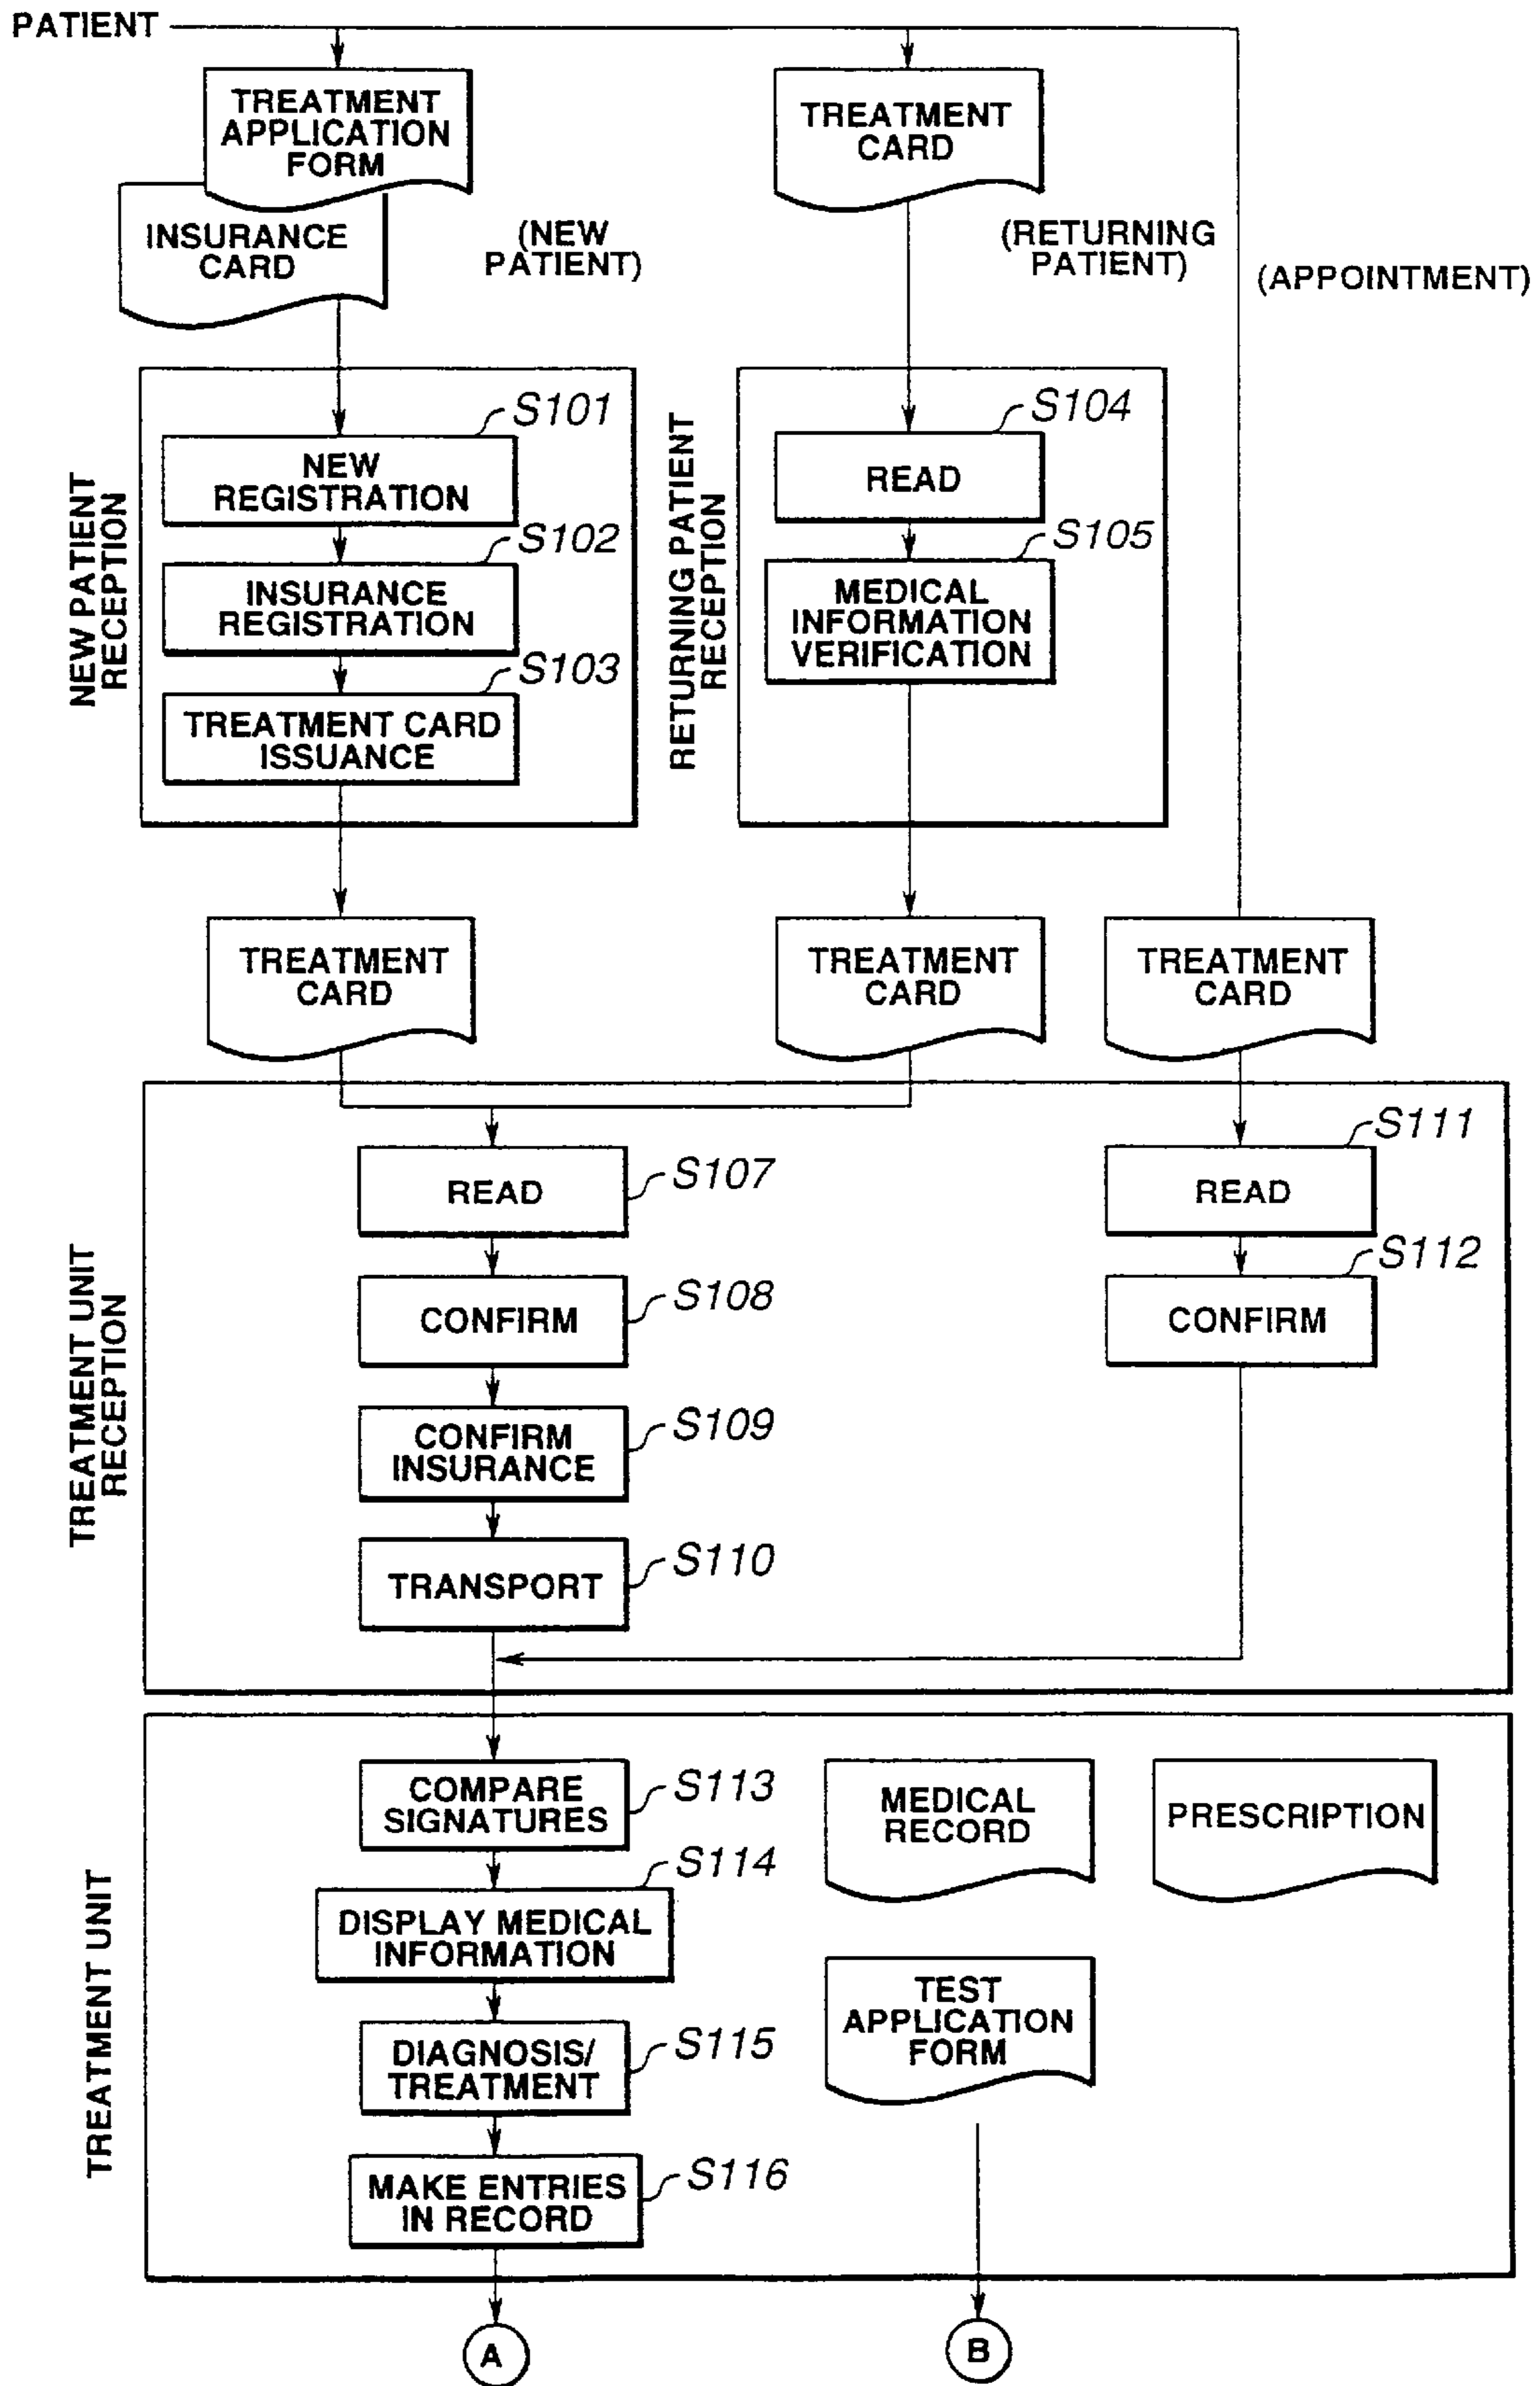 PATIENT
TREATMENT
APPLICATION
FORM
INSURANCE
CARD
(NEW
PATIENT)
TREATMENT
CARD
(RETURNING
PATIENT)
(APPOINTMENT)
NEW PATIENT
RECEPTION
S101
NEW
REGISTRATION
S102
INSURANCE
REGISTRATION
S103
TREATMENT CARD
ISSUANCE
RETURNING PATIENT
RECEPTION
S104
READ
S105
MEDICAL
INFORMATION
VERIFICATION
TREATMENT
CARD
TREATMENT
CARD
TREATMENT
CARD
TREATMENT UNIT
RECEPTION
READ
S107
CONFIRM
S108
CONFIRM
INSURANCE
S109
TRANSPORT
S110
S111
READ
S112
CONFIRM
TREATMENT UNIT
COMPARE
SIGNATURES
S113
S114
DISPLAY MEDICAL
INFORMATION
DIAGNOSIS/
TREATMENT
S115
MAKE ENTRIES
IN RECORD
S116
MEDICAL
RECORD
PRESCRIPTION
TEST
APPLICATION
FORM
A
B